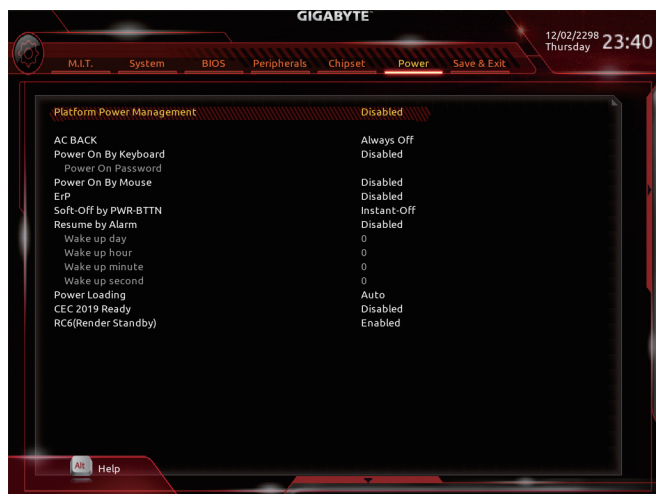 GIGABYTE™
12/02/2298
Thursday 23:40
M.I.T. System BIOS Peripherals Chipset Power Save & Exit
Platform Power Management Disabled
AC BACK Always Off
Power On By Keyboard Disabled
Power On Password
Power On By Mouse Disabled
ErP Disabled
Soft-Off by PWR-BTTN Instant-Off
Resume by Alarm Disabled
Wake up day 0
Wake up hour 0
Wake up minute 0
Wake up second 0
Power Loading Auto
CEC 2019 Ready Disabled
RC6(Render Standby) Enabled
Alt Help